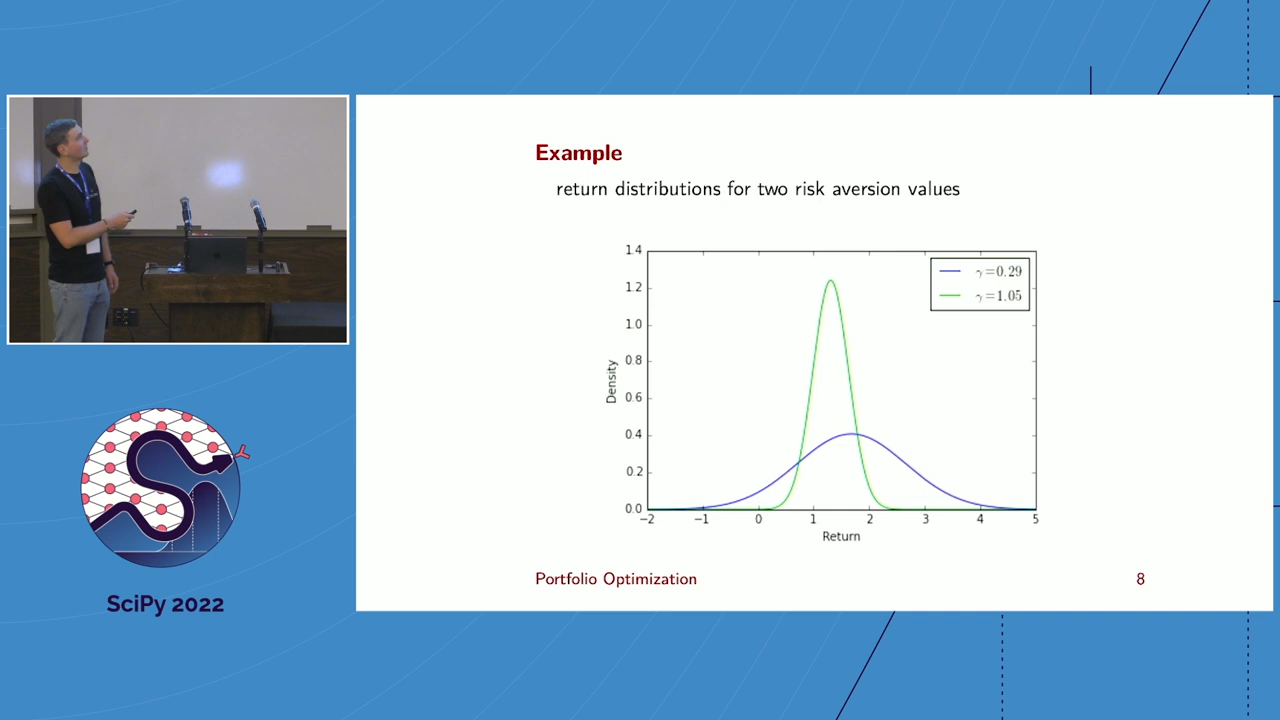 Example
return distributions for two risk aversion values
1.4
1.2
1.0
0.8
0.6
0.4
0.2
0.0
Density
γ=0.29
γ=1.05
−2 −1 0 1 2 3 4 5
Return
Portfolio Optimization 8
SciPy 2022